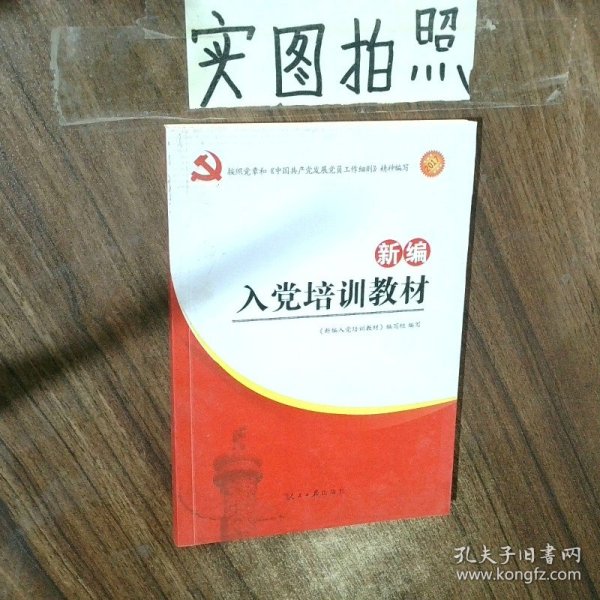 实图拍照
按照党章和《中国共产党发展党员工作细则》精神编写
新编
入党培训教材
《新编入党培训教材》编写组 编写
人民日报出版社
孔夫子旧书网
www.kongfz.com